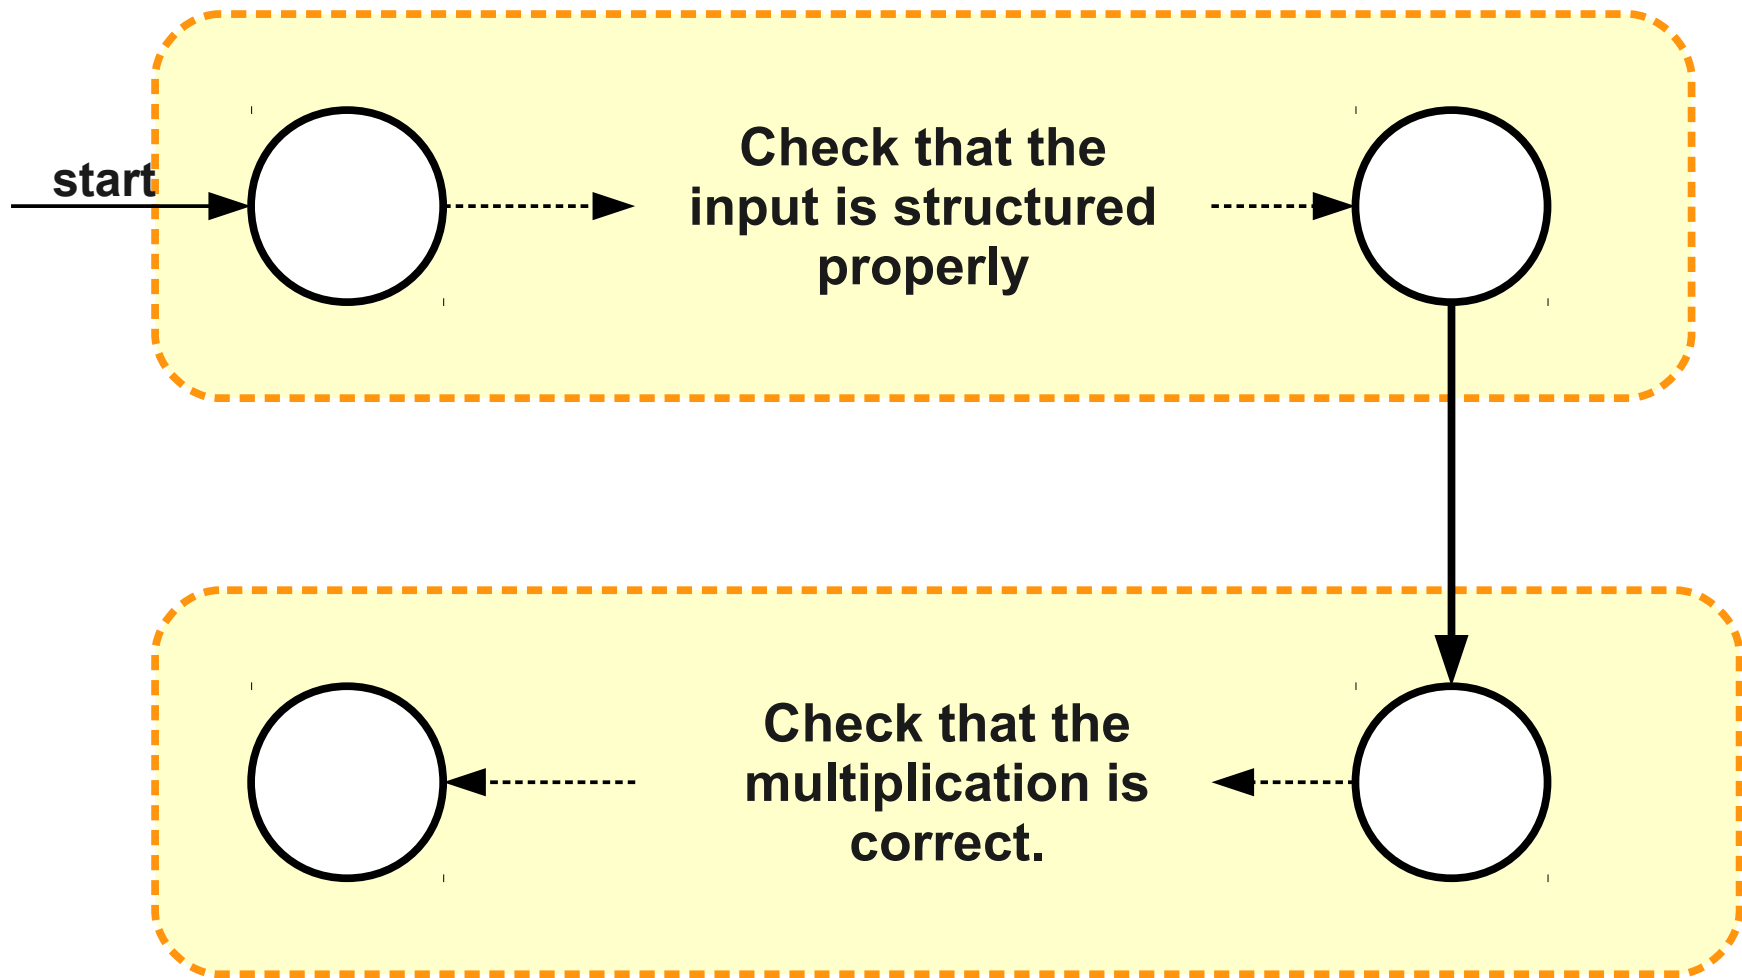 start
Check that the
input is structured
properly
Check that the
multiplication is
correct.